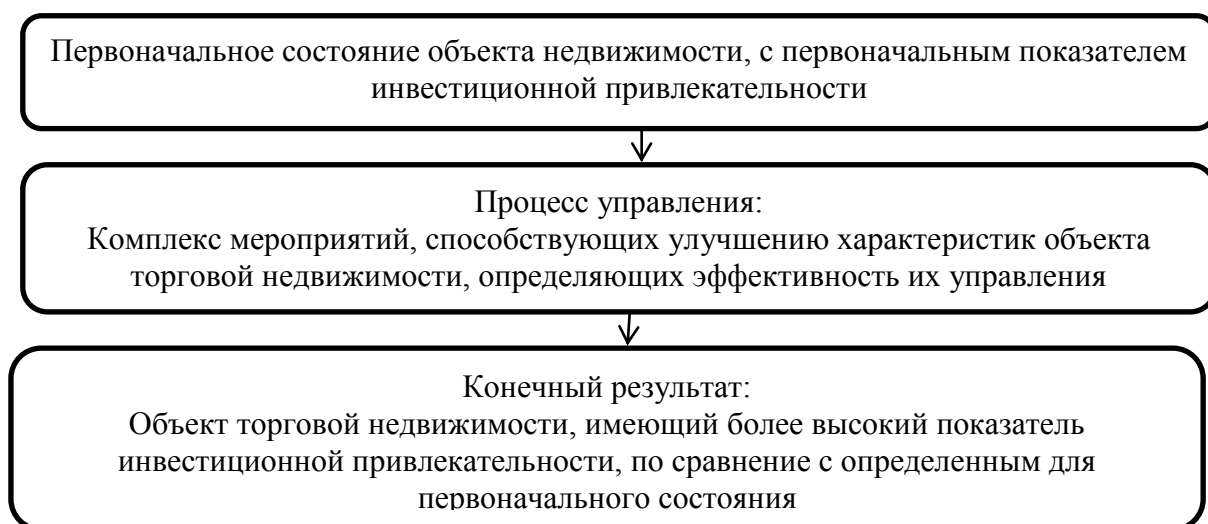 Первоначальное состояние объекта недвижимости, с первоначальным показателем
инвестиционной привлекательности
Процесс управления:
Комплекс мероприятий, способствующих улучшению характеристик объекта
торговой недвижимости, определяющих эффективность их управления
Конечный результат:
Объект торговой недвижимости, имеющий более высокий показатель
инвестиционной привлекательности, по сравнение с определенным для
первоначального состояния